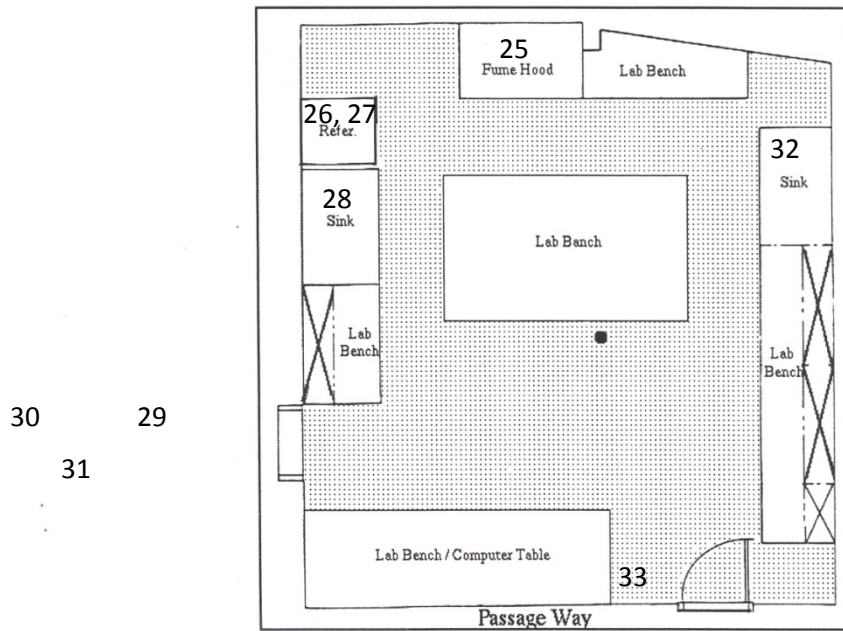 25
Fume Hood
Lab Bench
26, 27
Refer.
32
Sink
28
Sink
Lab Banch
Lab
Bench
Lab
Bench
30
29
31
Lab Bench / Computer Table
33
Passage Way